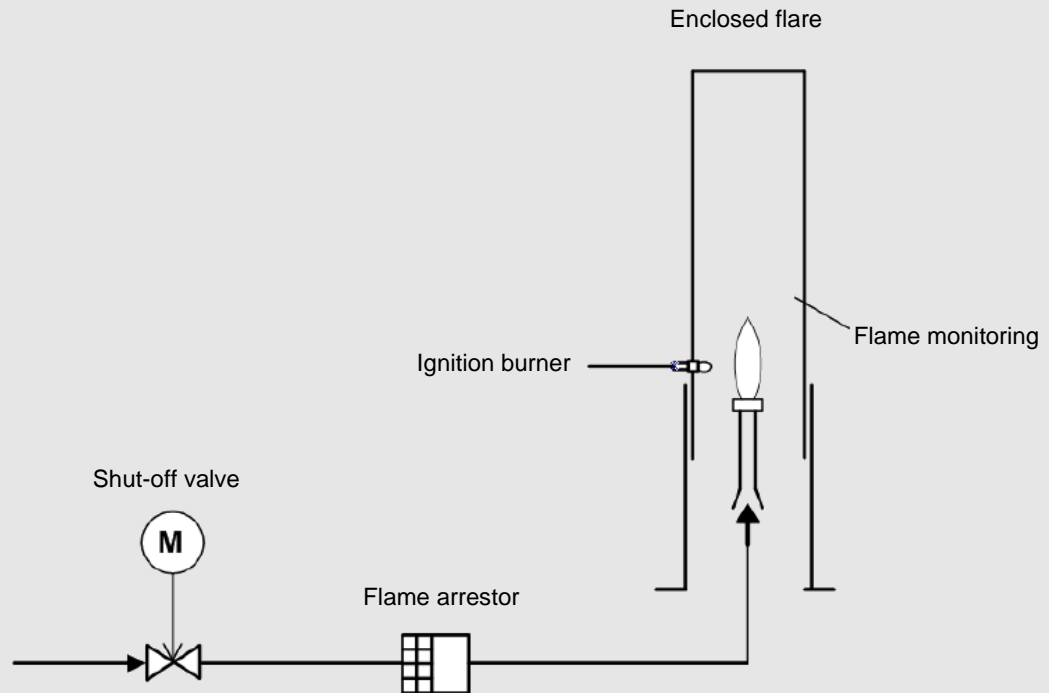 Enclosed flare
Flame monitoring
Ignition burner
Shut-off valve
M
Flame arrestor